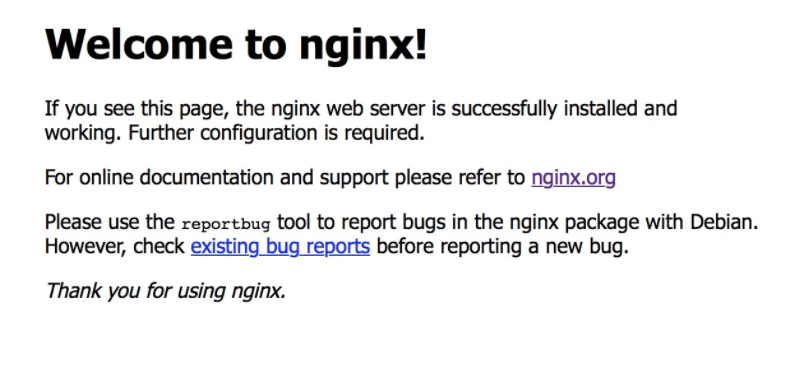 Welcome to nginx!
If you see this page, the nginx web server is successfully installed and
working. Further configuration is required.
For online documentation and support please refer to nginx.org
Please use the reportbug tool to report bugs in the nginx package with Debian.
However, check existing bug reports before reporting a new bug.
Thank you for using nginx.